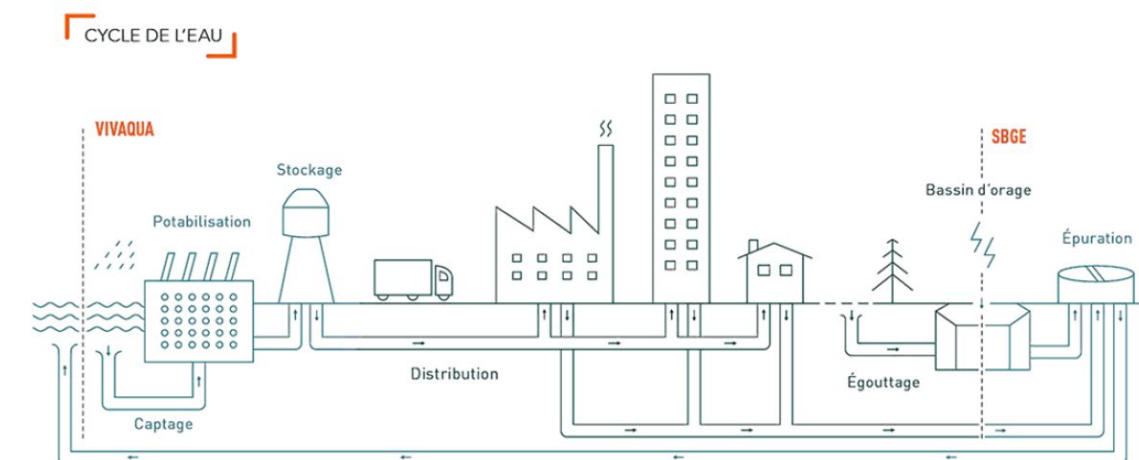 CYCLE DE L'EAU
VIVAQUA
SBGE
Stockage
Bassin d'orage
Potabilisation
Épuration
Distribution
Égouttage
Captage